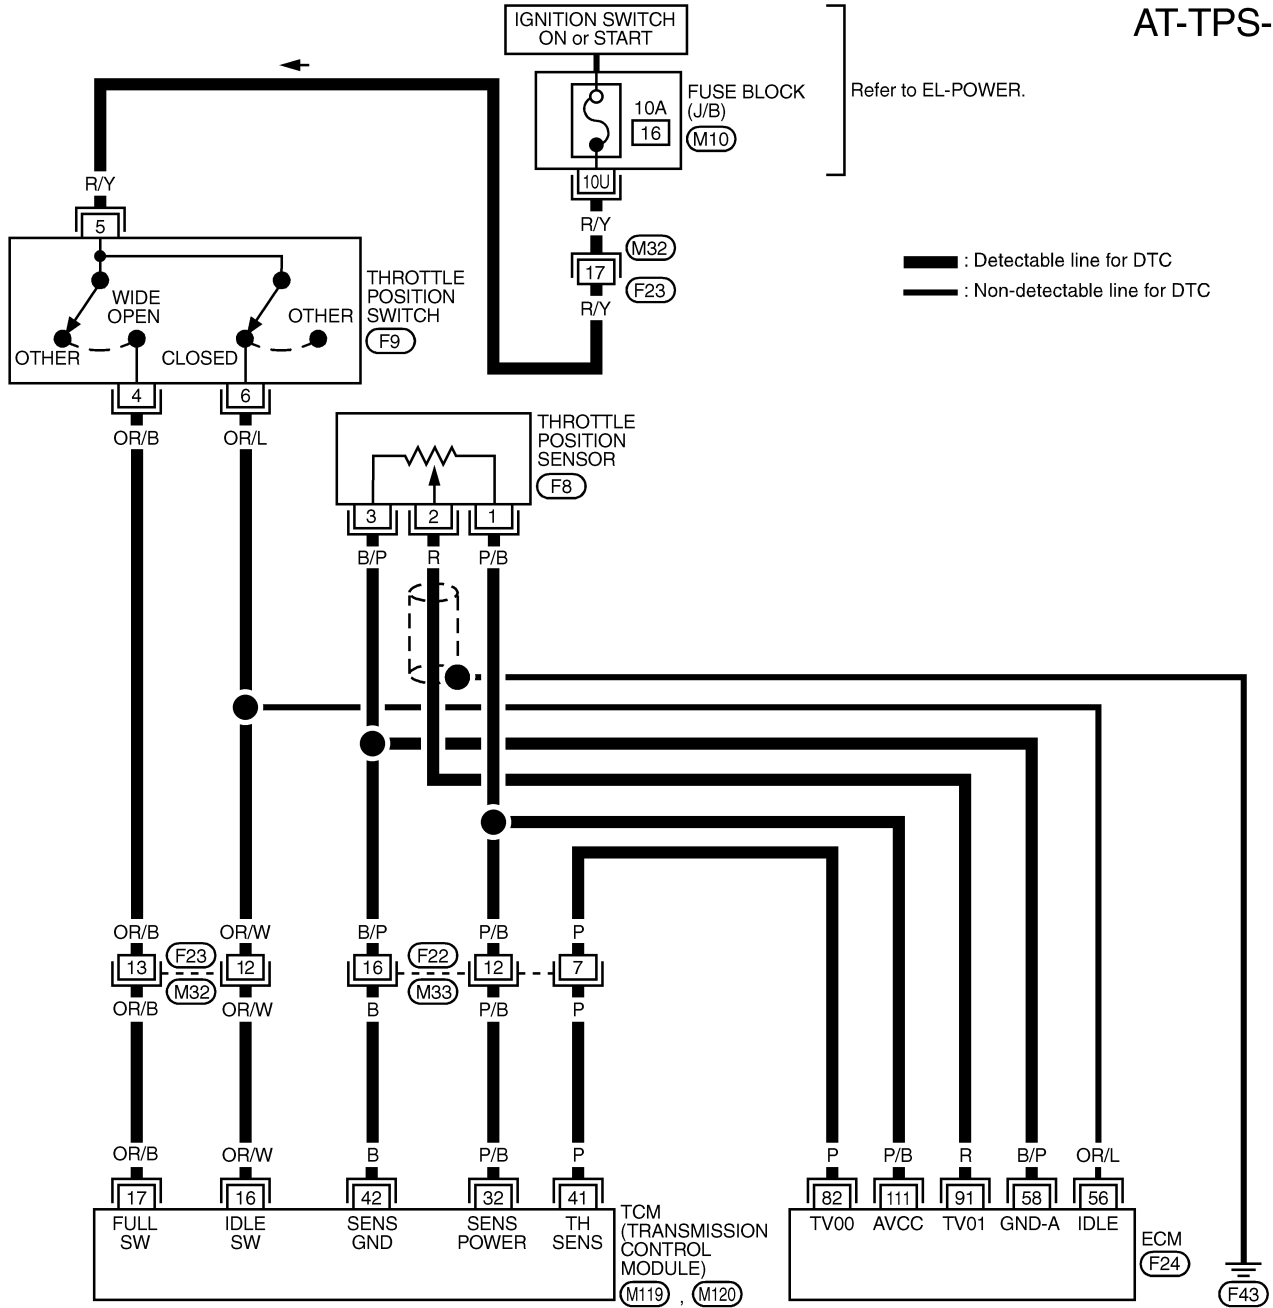 AT-TPS-
IGNITION SWITCH
ON or START
FUSE BLOCK
(J/B)
M10
10A
16
Refer to EL-POWER.
10U
R/Y
M32
17
F23
R/Y
R/Y
5
THROTTLE
POSITION
SWITCH
F9
WIDE
OPEN
OTHER
OTHER
CLOSED
4
6
OR/B
OR/L
: Detectable line for DTC
: Non-detectable line for DTC
THROTTLE
POSITION
SENSOR
F8
3
2
1
B/P
R
P/B
OR/B
OR/W
B/P
P/B
P
13
F23
12
16
F22
12
7
M32
M33
OR/B
OR/W
B
P/B
P
OR/B
OR/W
B
P/B
P
P
P/B
R
B/P
OR/L
17
16
42
32
41
82
111
91
58
56
FULL
SW
IDLE
SW
SENS
GND
SENS
POWER
TH
SENS
TCM
(TRANSMISSION
CONTROL
MODULE)
M119 , M120
TV00
AVCC
TV01
GND-A
IDLE
ECM
F24
F43